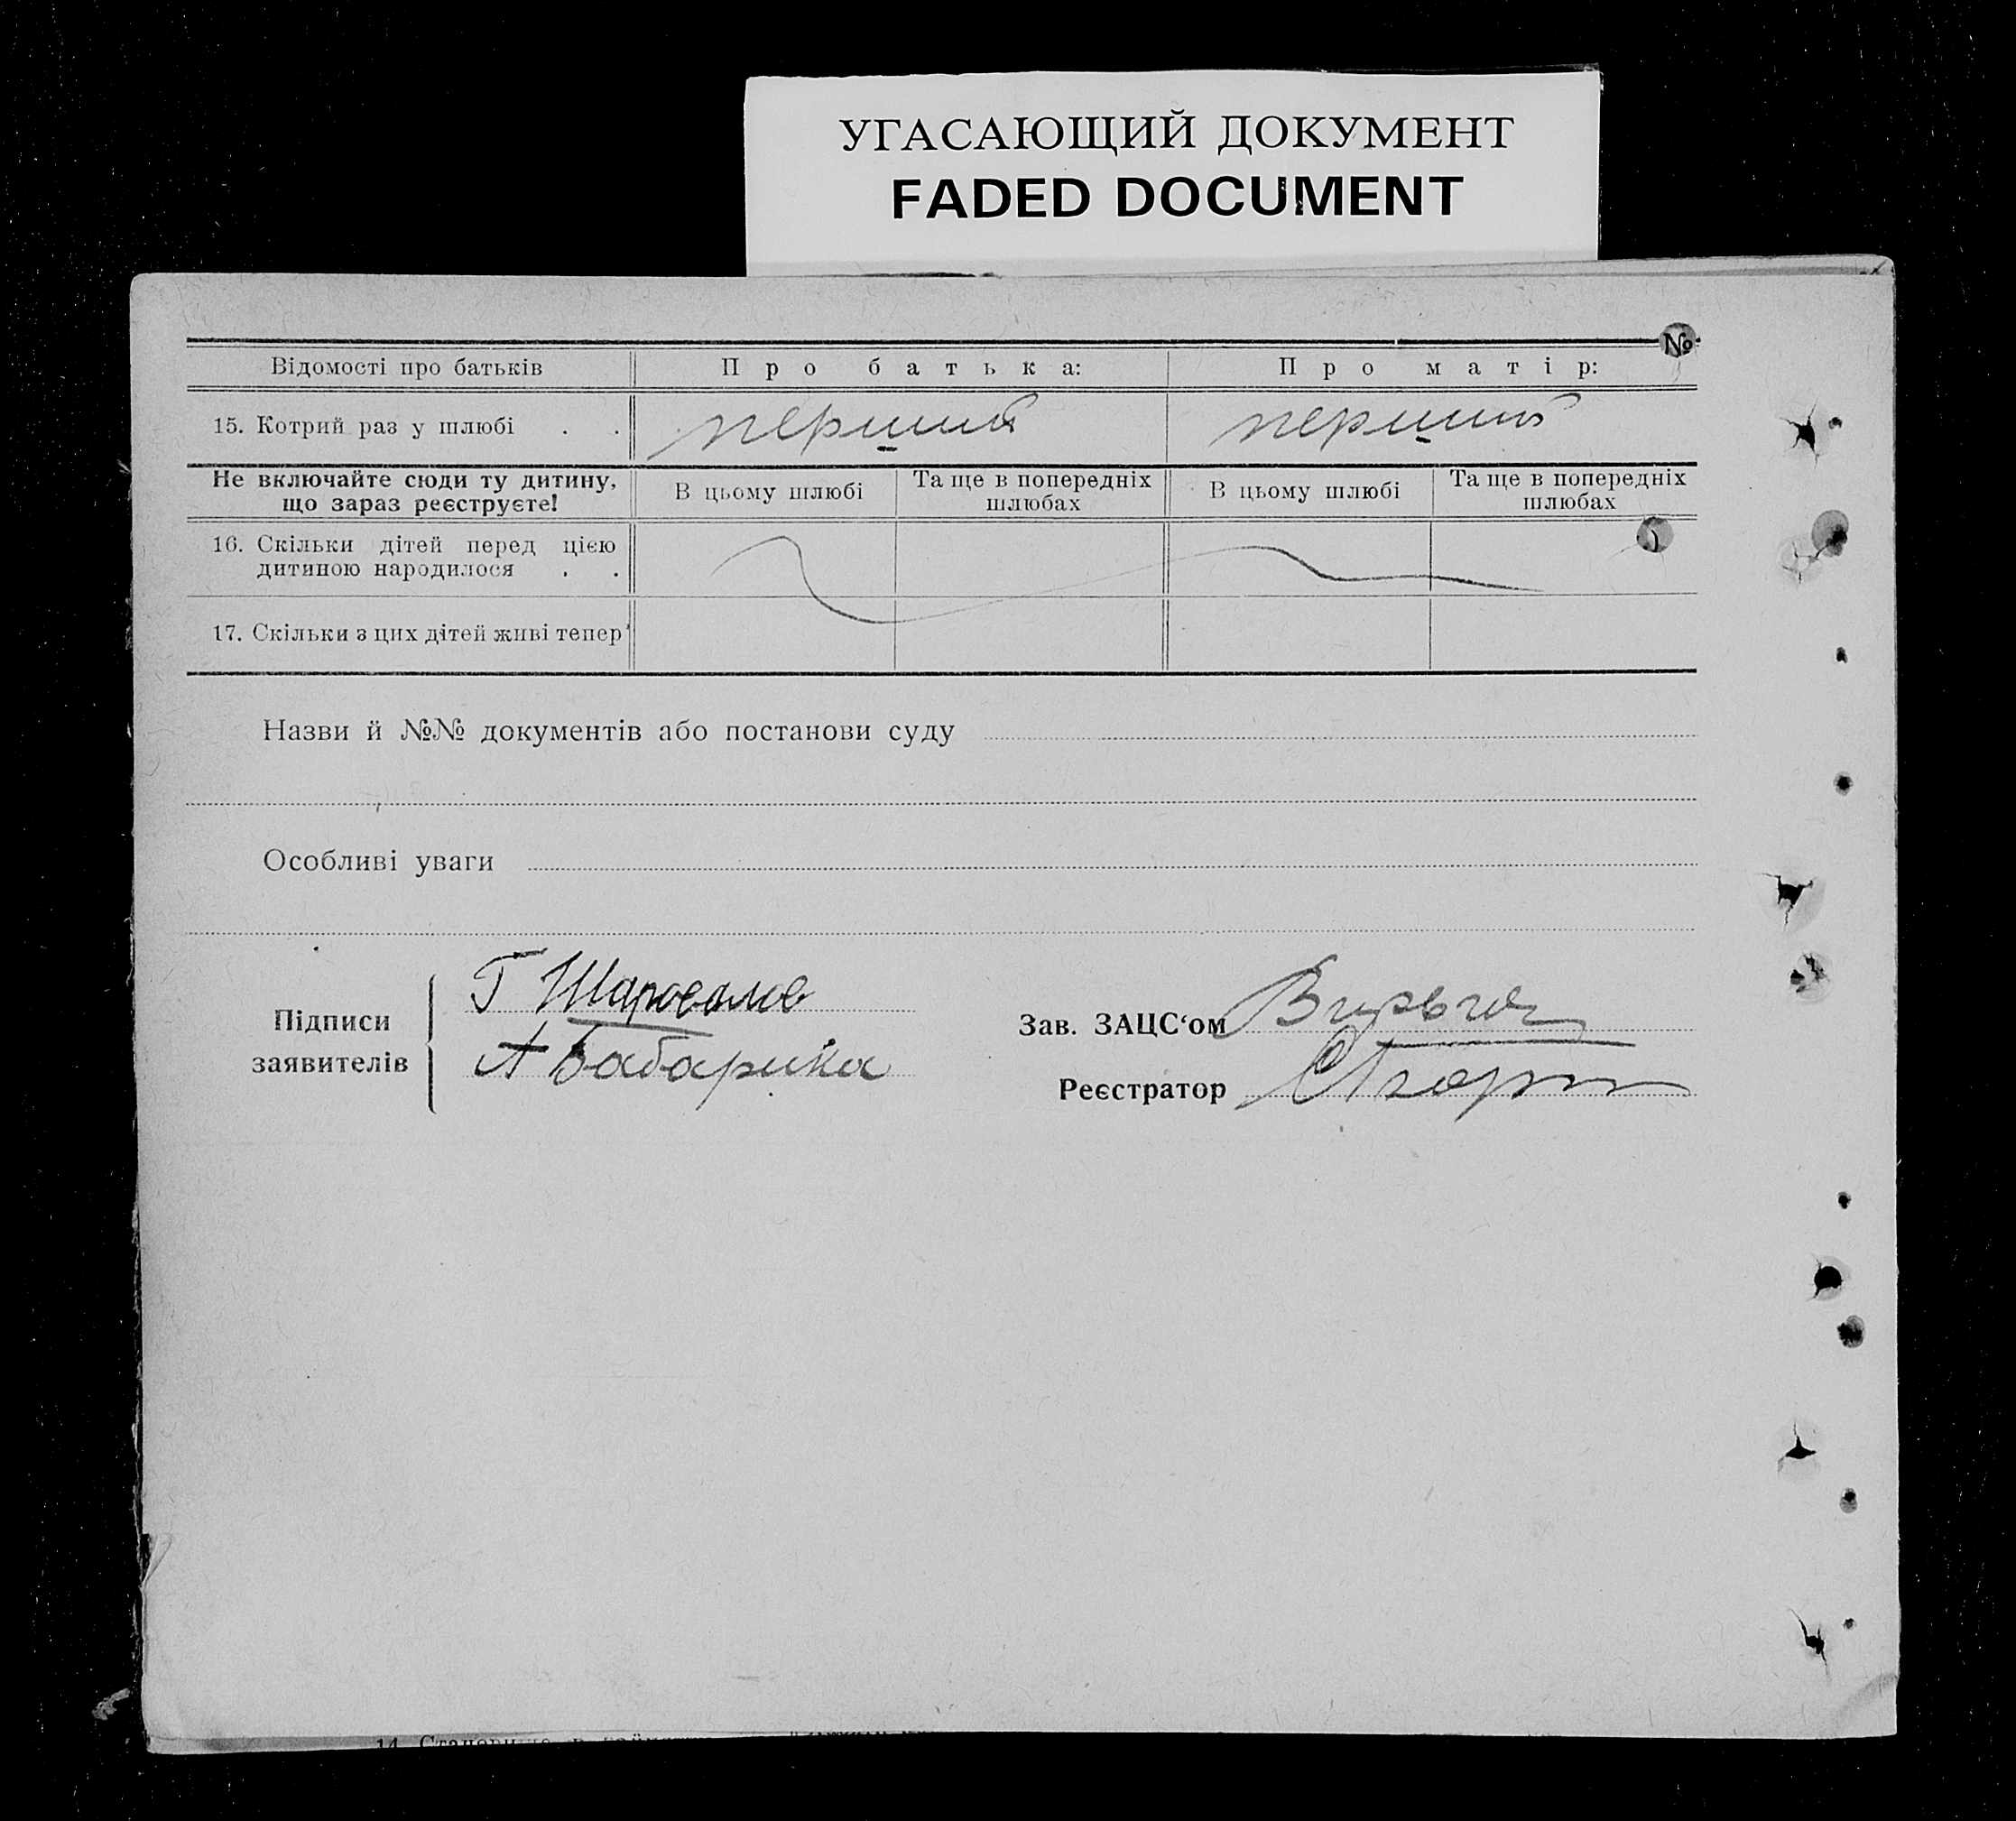 УГАСАЮЩИЙ ДОКУМЕНТ
FADED DOCUMENT
№
Відомості про батьків
Про батька:
Про матір:
15. Котрий раз у шлюбі . .
перший
перший
Не включайте сюди ту дитину,
що зараз реєструєте!
В цьому шлюбі
Та ще в попередніх
шлюбах
В цьому шлюбі
Та ще в попередніх
шлюбах
16. Скільки дітей перед цією
дитиною народилося . .
17. Скільки з цих дітей живі тепер
Назви й №№ документів або постанови суду
Особливі уваги
Підписи
заявителів
Г
А Бабарика
Зав. ЗАЦС‘ом
Реєстратор
14.